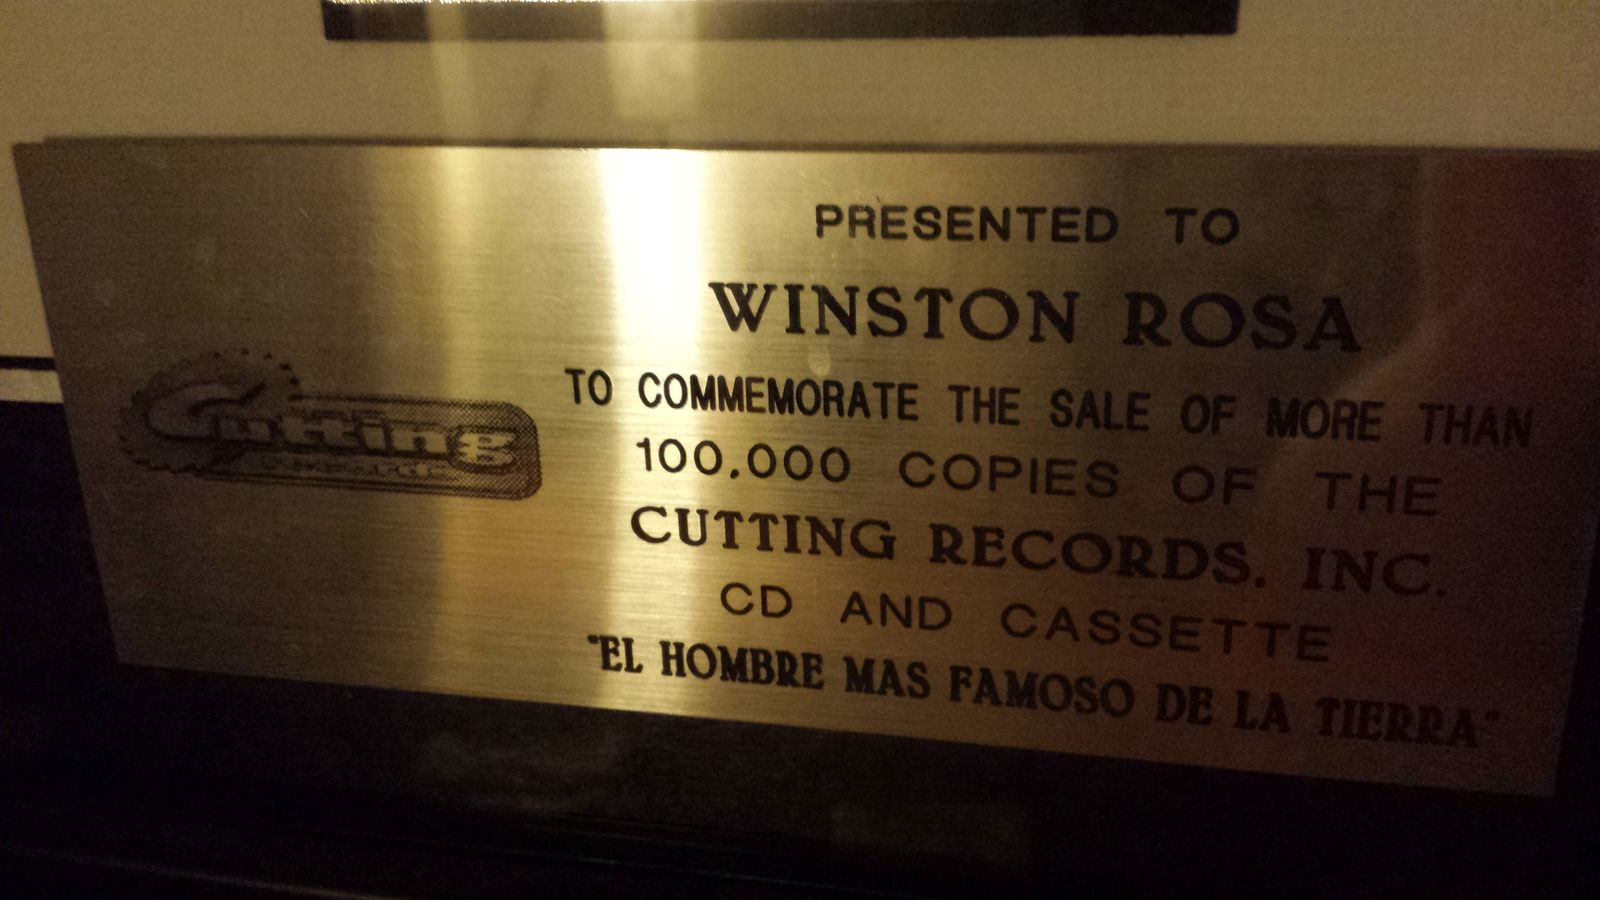 PRESENTED TO
WINSTON ROSA
TO COMMEMORATE THE SALE OF MORE THAN
100,000 COPIES OF THE
CUTTING RECORDS, INC.
CD AND CASSETTE
"EL HOMBRE MAS FAMOSO DE LA TIERRA"
Cutting
Records